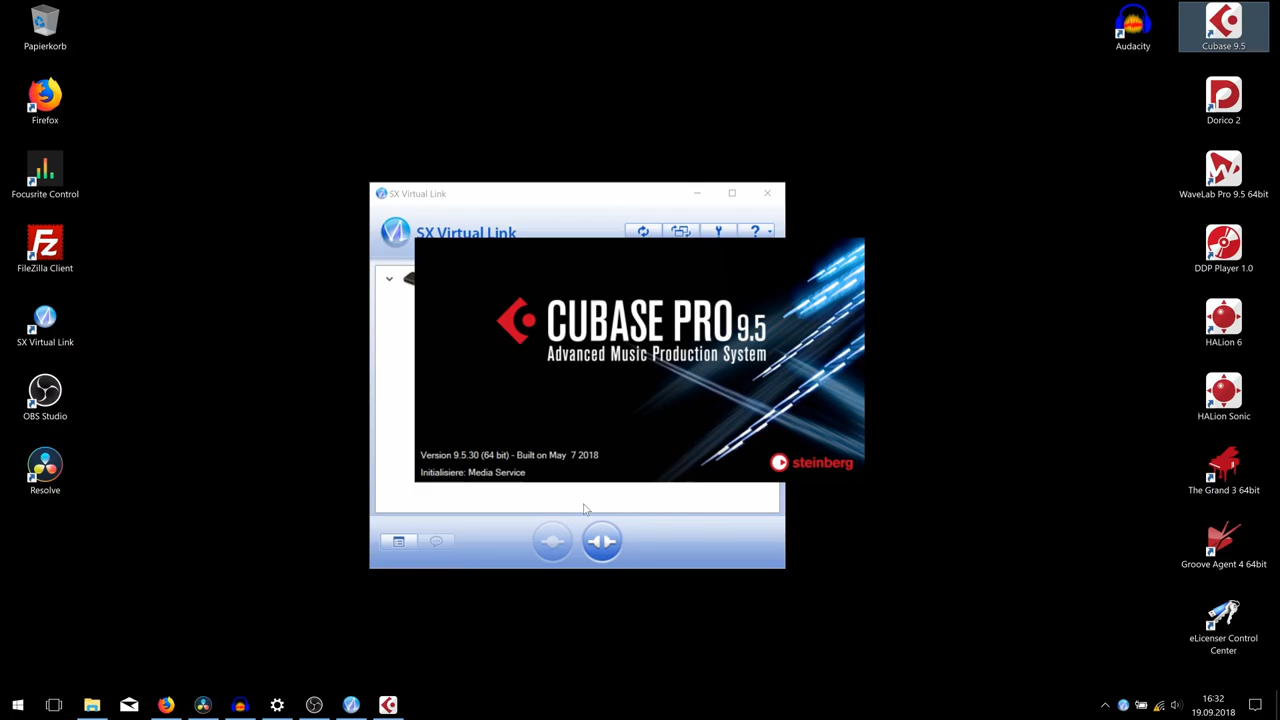 Papierkorb
Firefox
Focusrite Control
FileZilla Client
SX Virtual Link
OBS Studio
Resolve
SX Virtual Link
SX Virtual Link
?
CUBASE PRO 9.5
Advanced Music Production System
Version 9.5.30 (64 bit) - Built on May 7 2018
Initialisiere: Media Service
steinberg
Audacity
Cubase 9.5
Dorico 2
WaveLab Pro 9.5 64bit
DDP Player 1.0
HALion 6
HALion Sonic
The Grand 3 64bit
Groove Agent 4 64bit
eLicenser Control
Center
16:32
19.09.2018